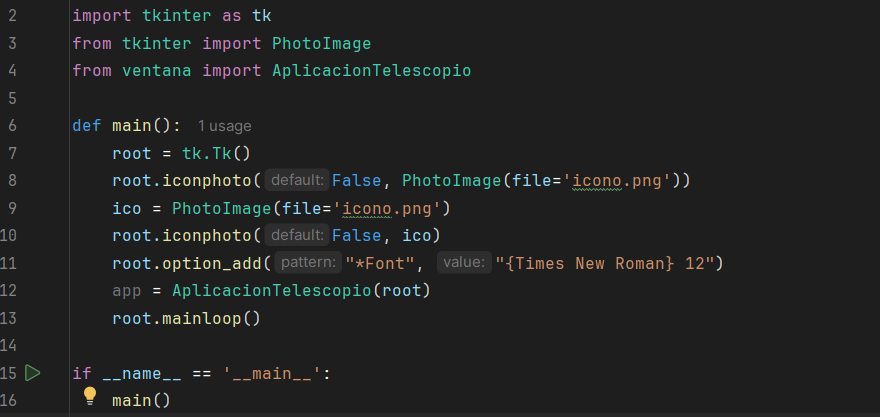 2 import tkinter as tk
3 from tkinter import PhotoImage
4 from ventana import AplicacionTelescopio
5
6 def main(): 1 usage
7     root = tk.Tk()
8     root.iconphoto( default: False, PhotoImage(file='icono.png'))
9     ico = PhotoImage(file='icono.png')
10     root.iconphoto( default: False, ico)
11     root.option_add( pattern: "*Font", value: "{Times New Roman} 12")
12     app = AplicacionTelescopio(root)
13     root.mainloop()
14
15 if __name__ == '__main__':
16     main()